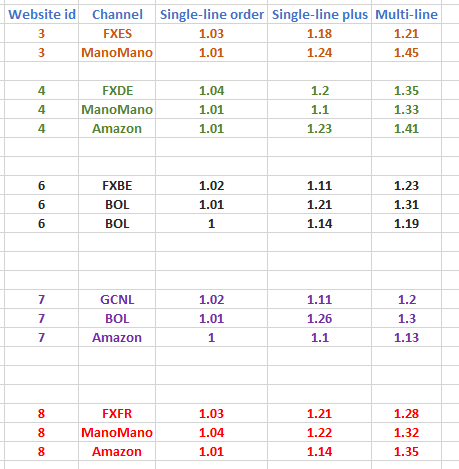 Website id Channel Single-line order Single-line plus Multi-line
3 FXES 1.03 1.18 1.21
3 ManoMano 1.01 1.24 1.45
4 FXDE 1.04 1.2 1.35
4 ManoMano 1.01 1.1 1.33
4 Amazon 1.01 1.23 1.41
6 FXBE 1.02 1.11 1.23
6 BOL 1.01 1.21 1.31
6 BOL 1 1.14 1.19
7 GCNL 1.02 1.11 1.2
7 BOL 1.01 1.26 1.3
7 Amazon 1 1.1 1.13
8 FXFR 1.03 1.21 1.28
8 ManoMano 1.04 1.22 1.32
8 Amazon 1.01 1.14 1.35